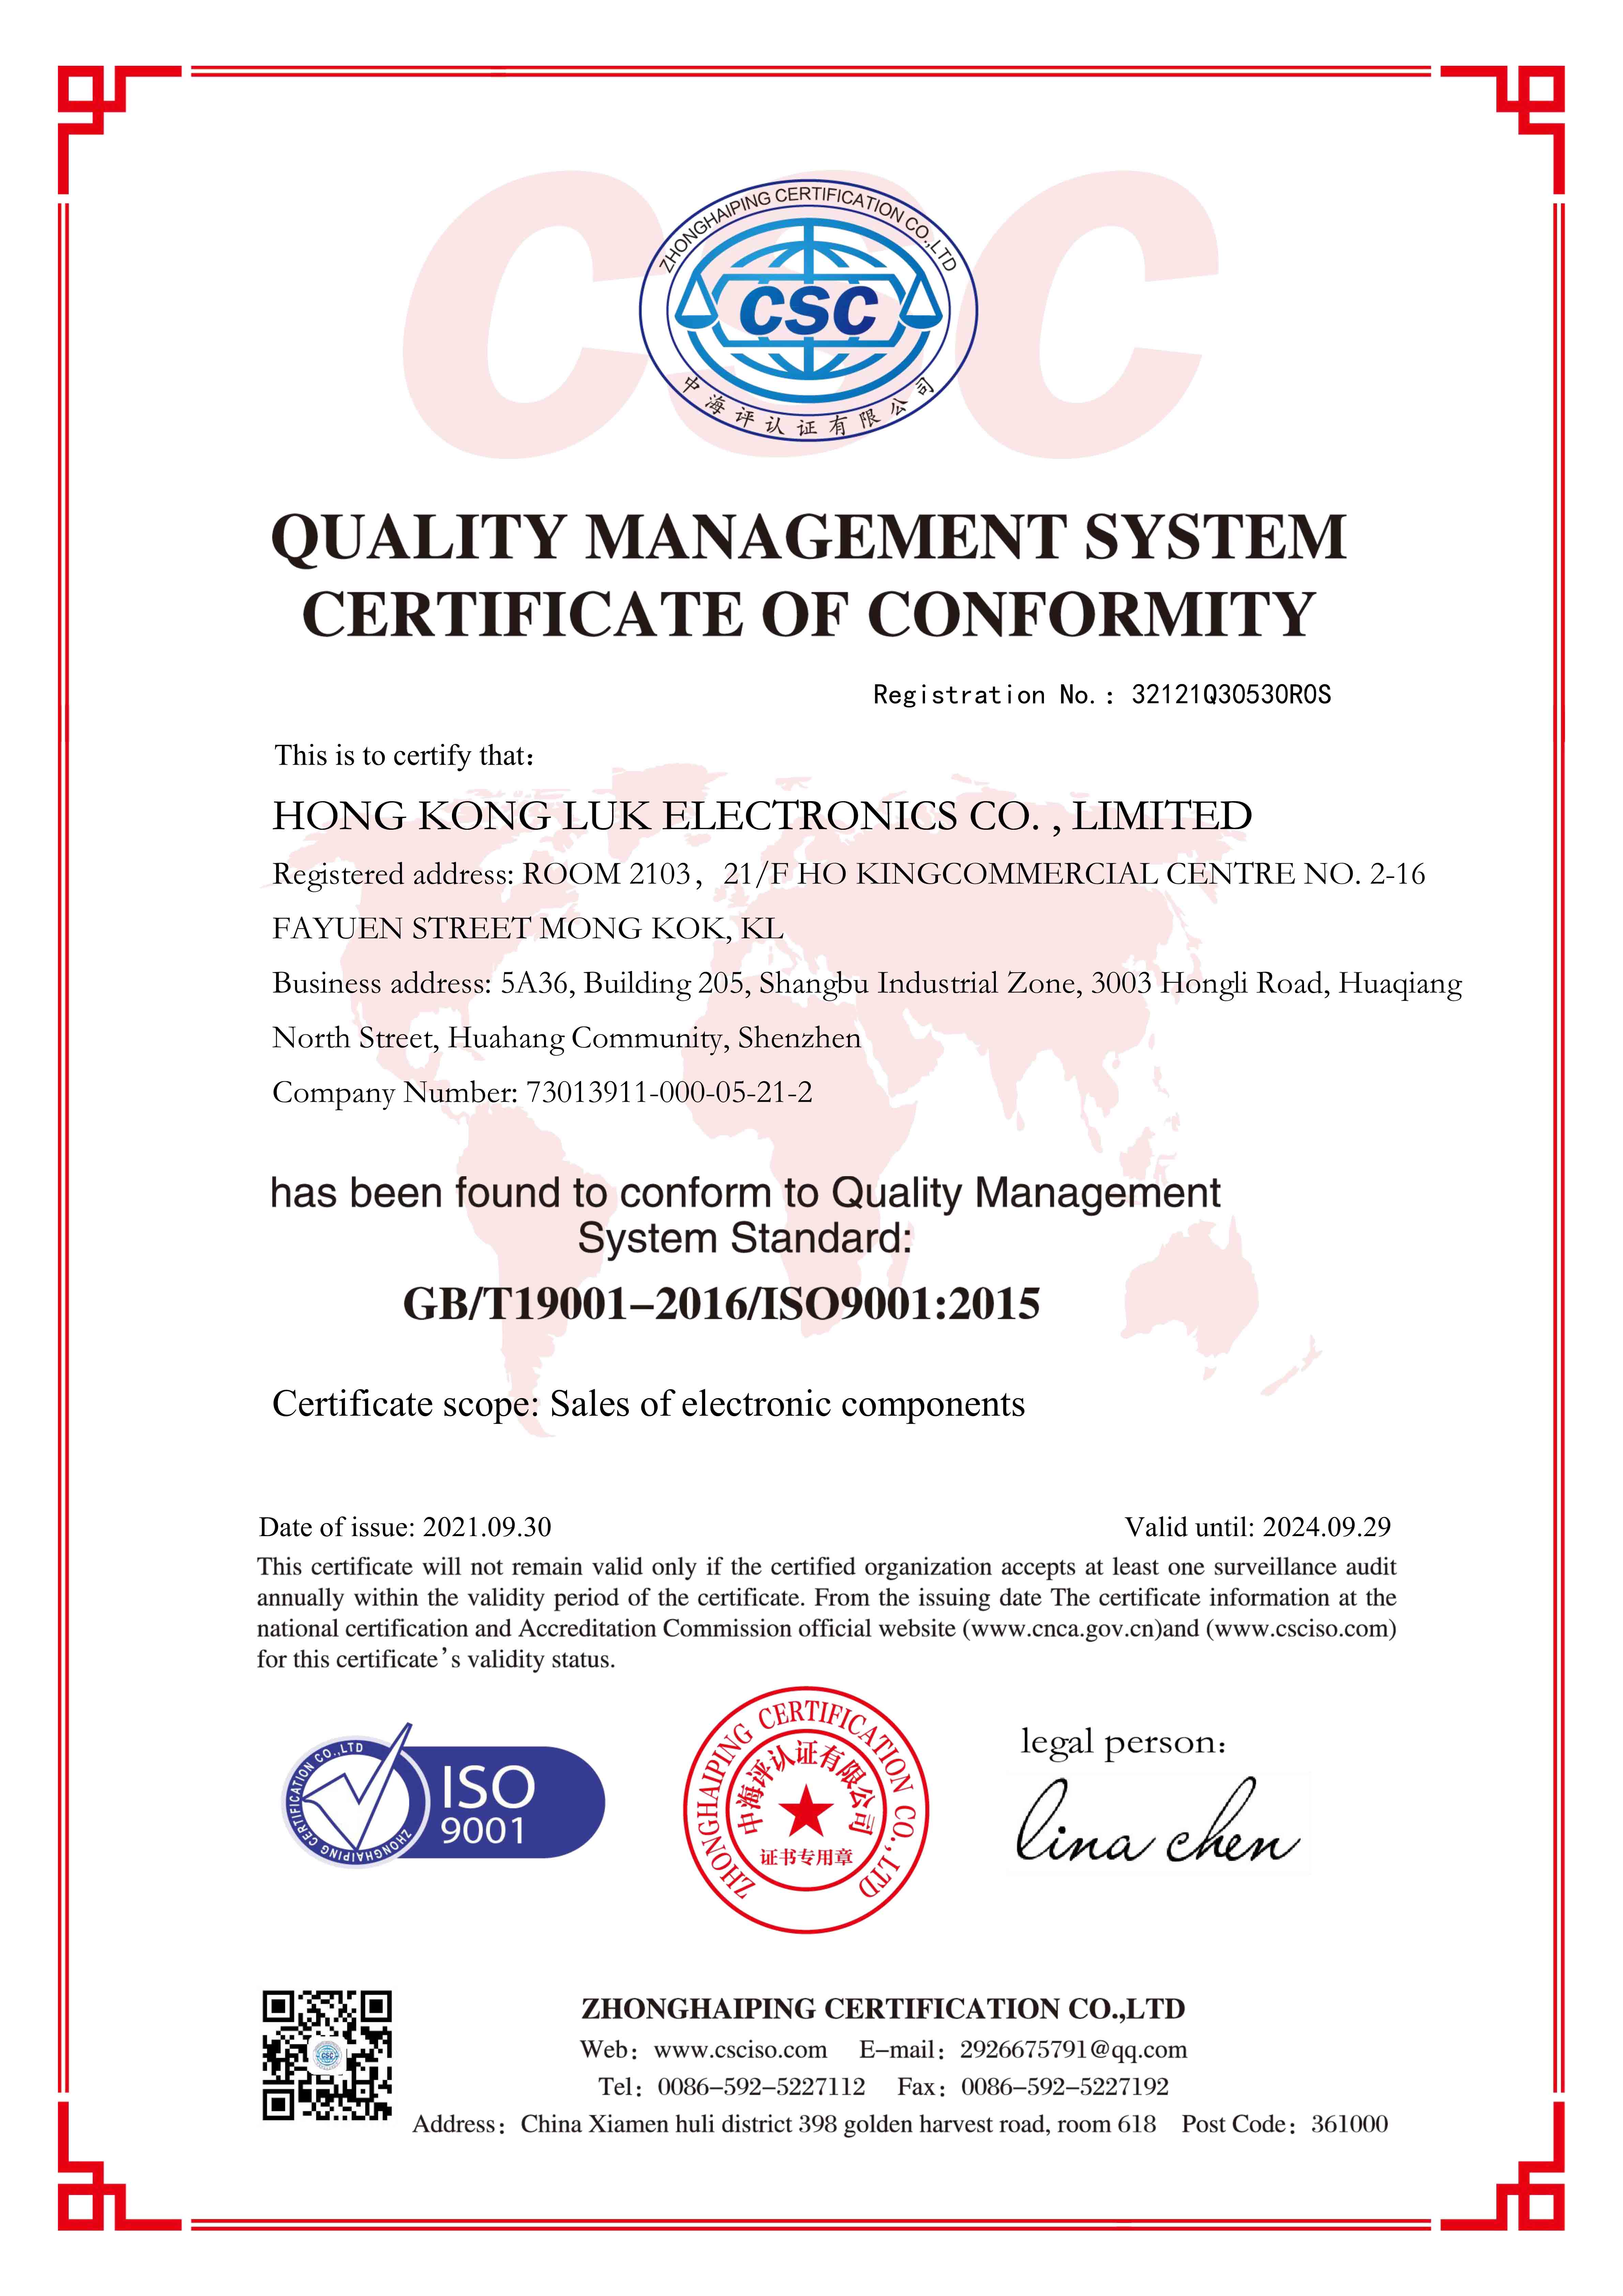 CSC
ZHONGHAIPING CERTIFICATION CO.,LTD
CSC
中海评认证有限公司
QUALITY MANAGEMENT SYSTEM
CERTIFICATE OF CONFORMITY
Registration No.: 32121Q30530R0S
This is to certify that：
HONG KONG LUK ELECTRONICS CO. , LIMITED
Registered address: ROOM 2103， 21/F HO KINGCOMMERCIAL CENTRE NO. 2-16
FAYUEN STREET MONG KOK, KL
Business address: 5A36, Building 205, Shangbu Industrial Zone, 3003 Hongli Road, Huaqiang
North Street, Huahang Community, Shenzhen
Company Number: 73013911-000-05-21-2
has been found to conform to Quality Management
System Standard:
GB/T19001–2016/ISO9001:2015
Certificate scope: Sales of electronic components
Date of issue: 2021.09.30 Valid until: 2024.09.29
This certificate will not remain valid only if the certified organization accepts at least one surveillance audit
annually within the validity period of the certificate. From the issuing date The certificate information at the
national certification and Accreditation Commission official website (www.cnca.gov.cn)and (www.csciso.com)
for this certificate’s validity status.
ZHONGHAIPING CERTIFICATION CO.,LTD
ISO
9001
ZHONGHAIPING CERTIFICATION CO.,LTD
中海评认证有限公司
证书专用章
legal person：
lina chen
CSC
ZHONGHAIPING CERTIFICATION CO.,LTD
Web：www.csciso.com E–mail：2926675791@qq.com
Tel：0086–592–5227112 Fax：0086–592–5227192
Address：China Xiamen huli district 398 golden harvest road, room 618 Post Code：361000